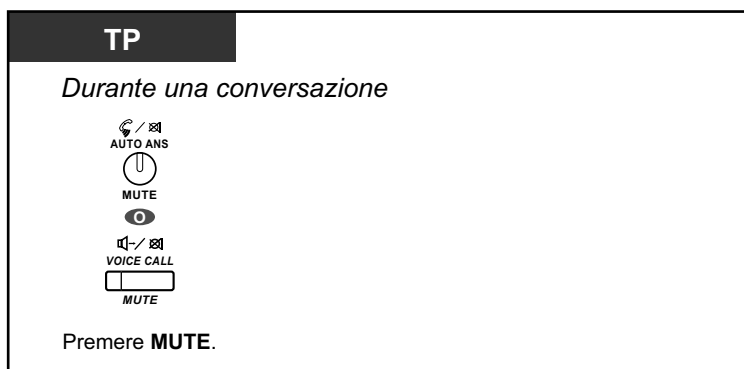 TP
Durante una conversazione
AUTO ANS
MUTE
O
VOICE CALL
MUTE
Premere MUTE.